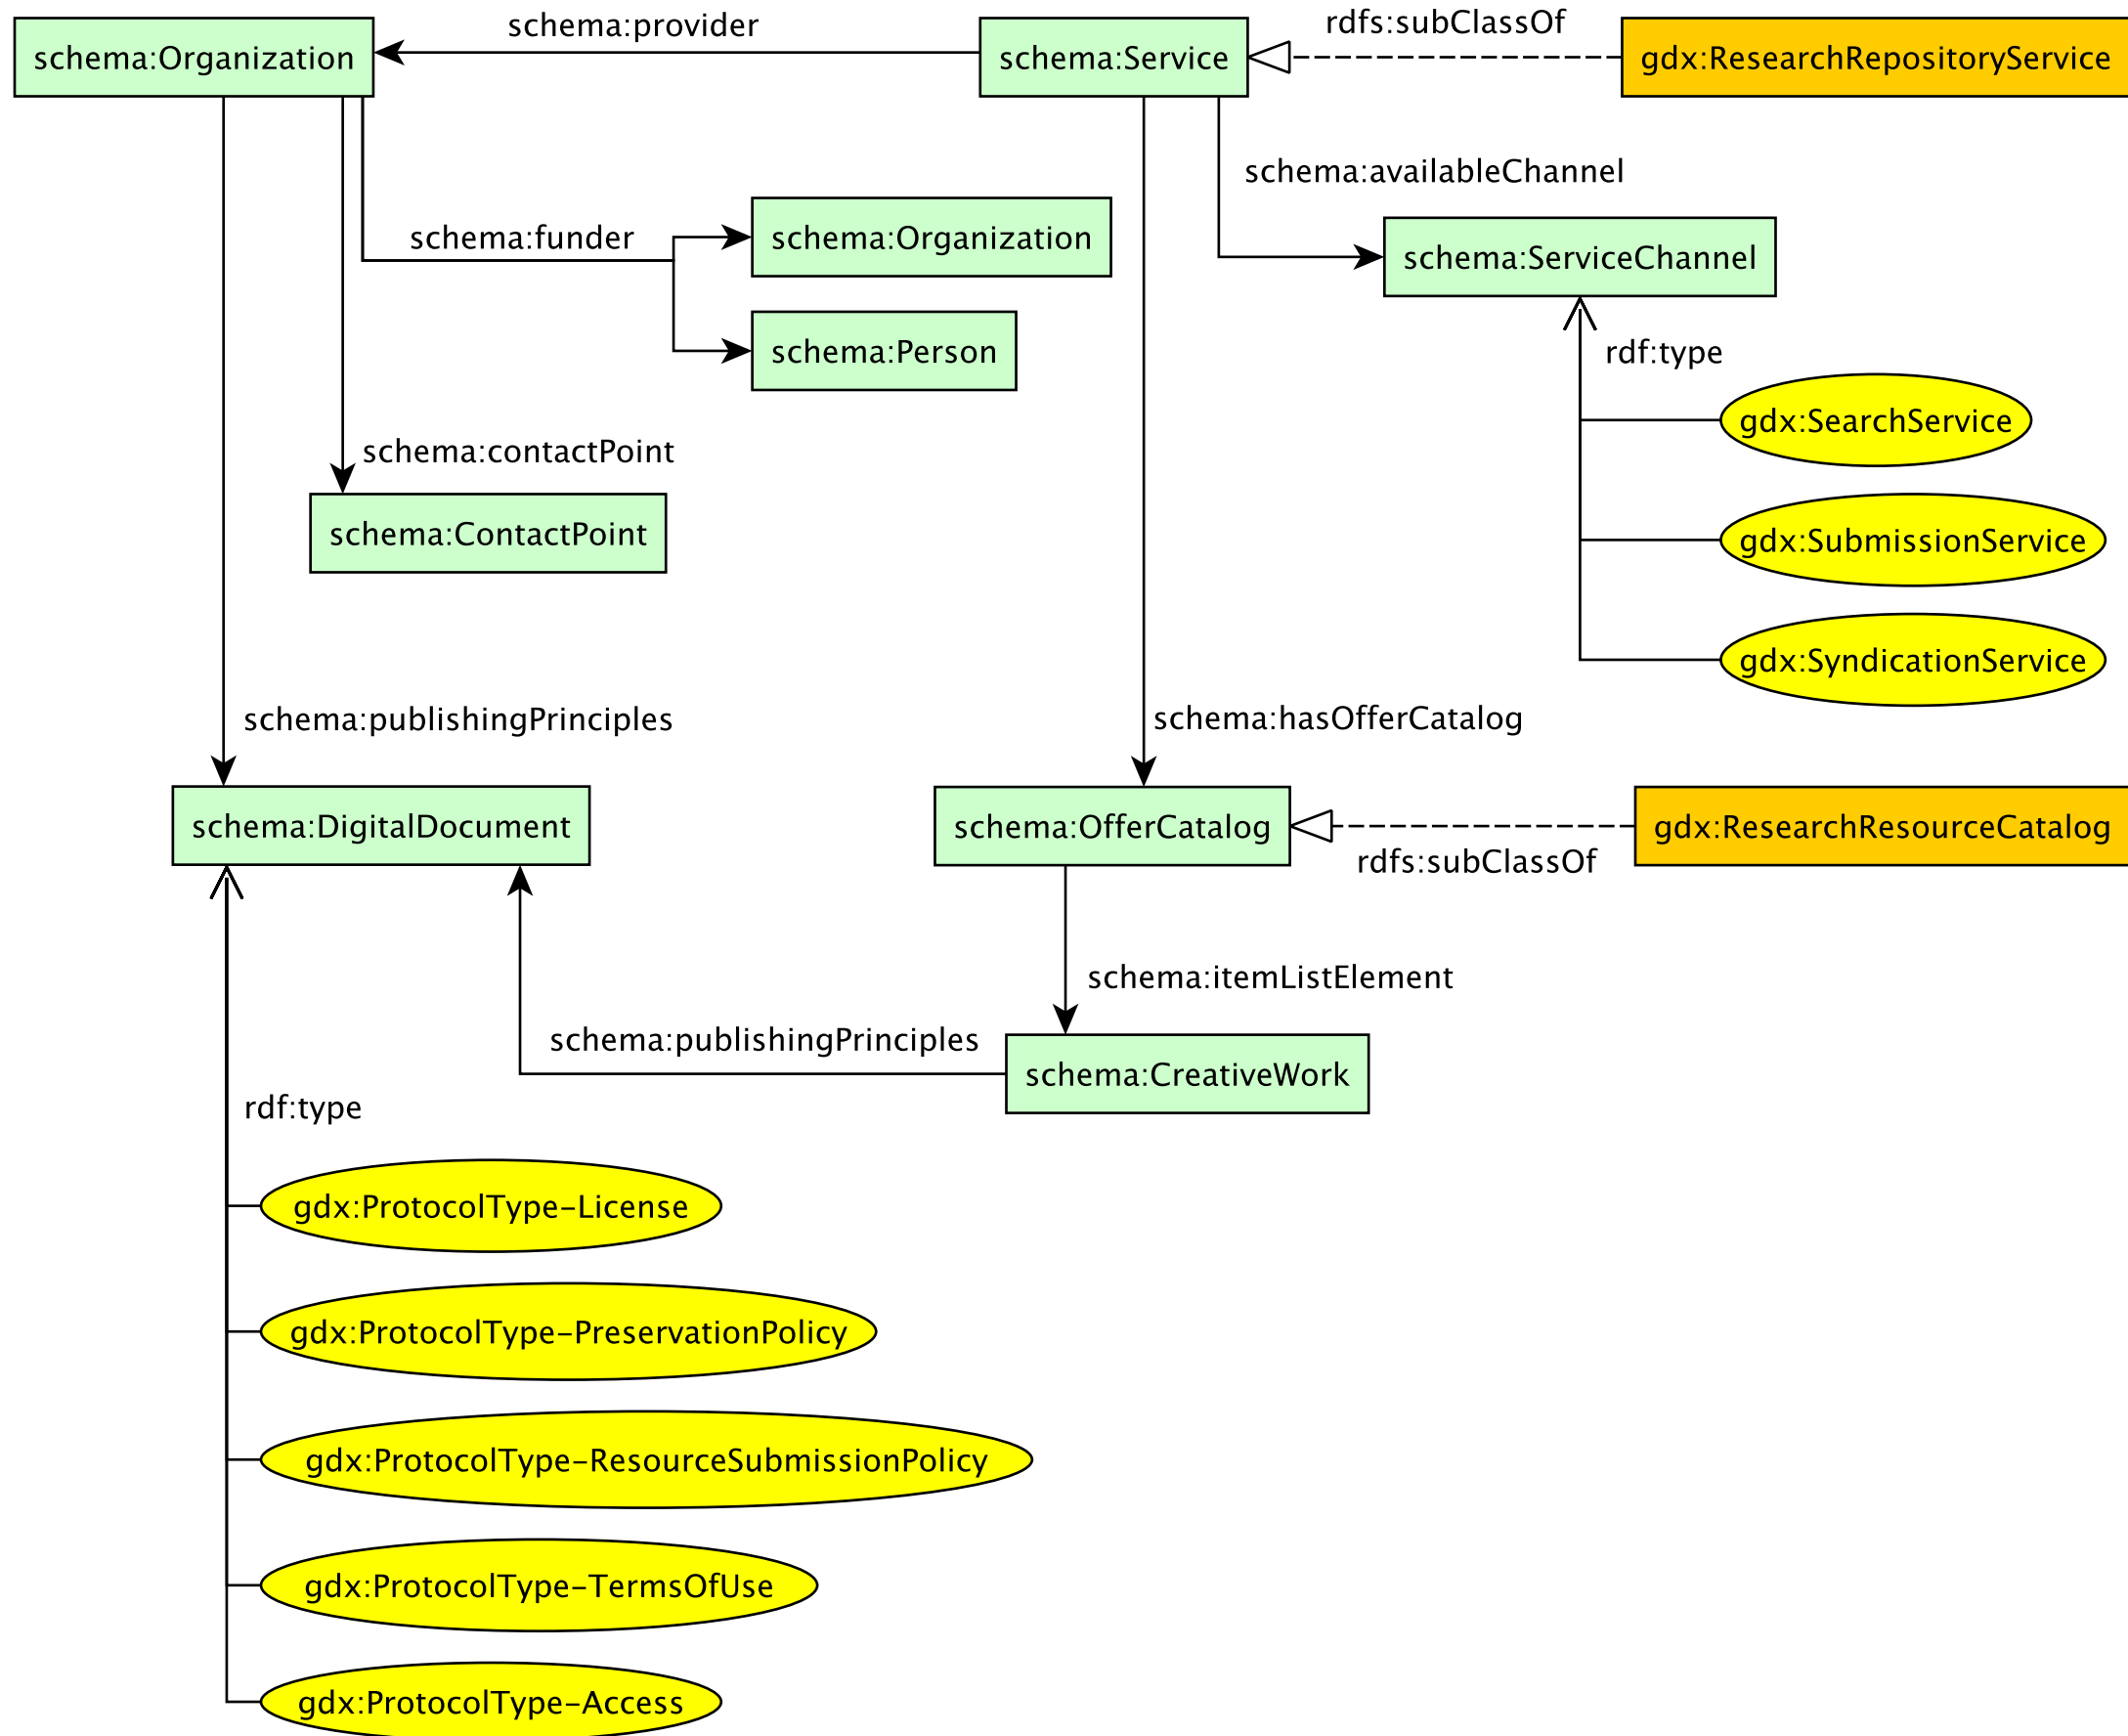 schema:Organization
schema:provider
schema:Service
rdfs:subClassOf
gdx:ResearchRepositoryService
schema:availableChannel
schema:funder
schema:Organization
schema:ServiceChannel
schema:Person
rdf:type
gdx:SearchService
schema:contactPoint
schema:ContactPoint
gdx:SubmissionService
gdx:SyndicationService
schema:publishingPrinciples
schema:hasOfferCatalog
schema:DigitalDocument
schema:OfferCatalog
rdfs:subClassOf
gdx:ResearchResourceCatalog
schema:itemListElement
schema:publishingPrinciples
schema:CreativeWork
rdf:type
gdx:ProtocolType–License
gdx:ProtocolType–PreservationPolicy
gdx:ProtocolType–ResourceSubmissionPolicy
gdx:ProtocolType–TermsOfUse
gdx:ProtocolType–Access